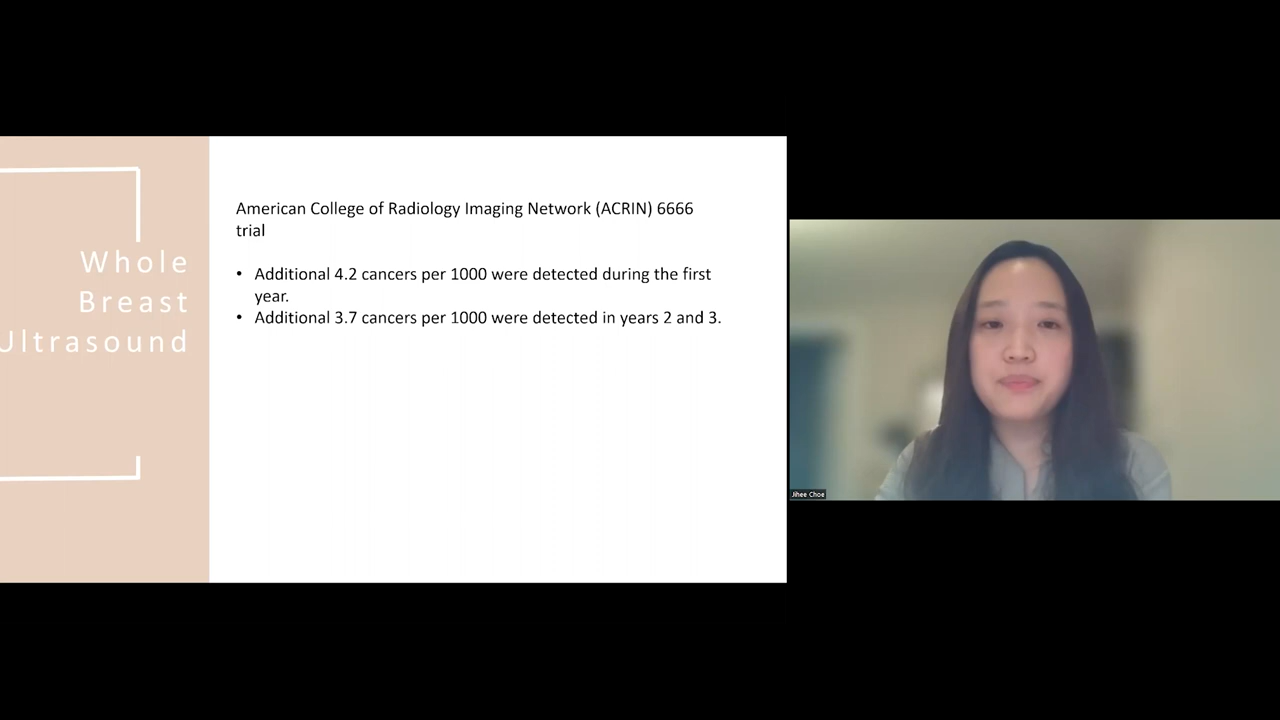 Whole
Breast
Ultrasound
American College of Radiology Imaging Network (ACRIN) 6666
trial
• Additional 4.2 cancers per 1000 were detected during the first
year.
• Additional 3.7 cancers per 1000 were detected in years 2 and 3.
Jihee Choe